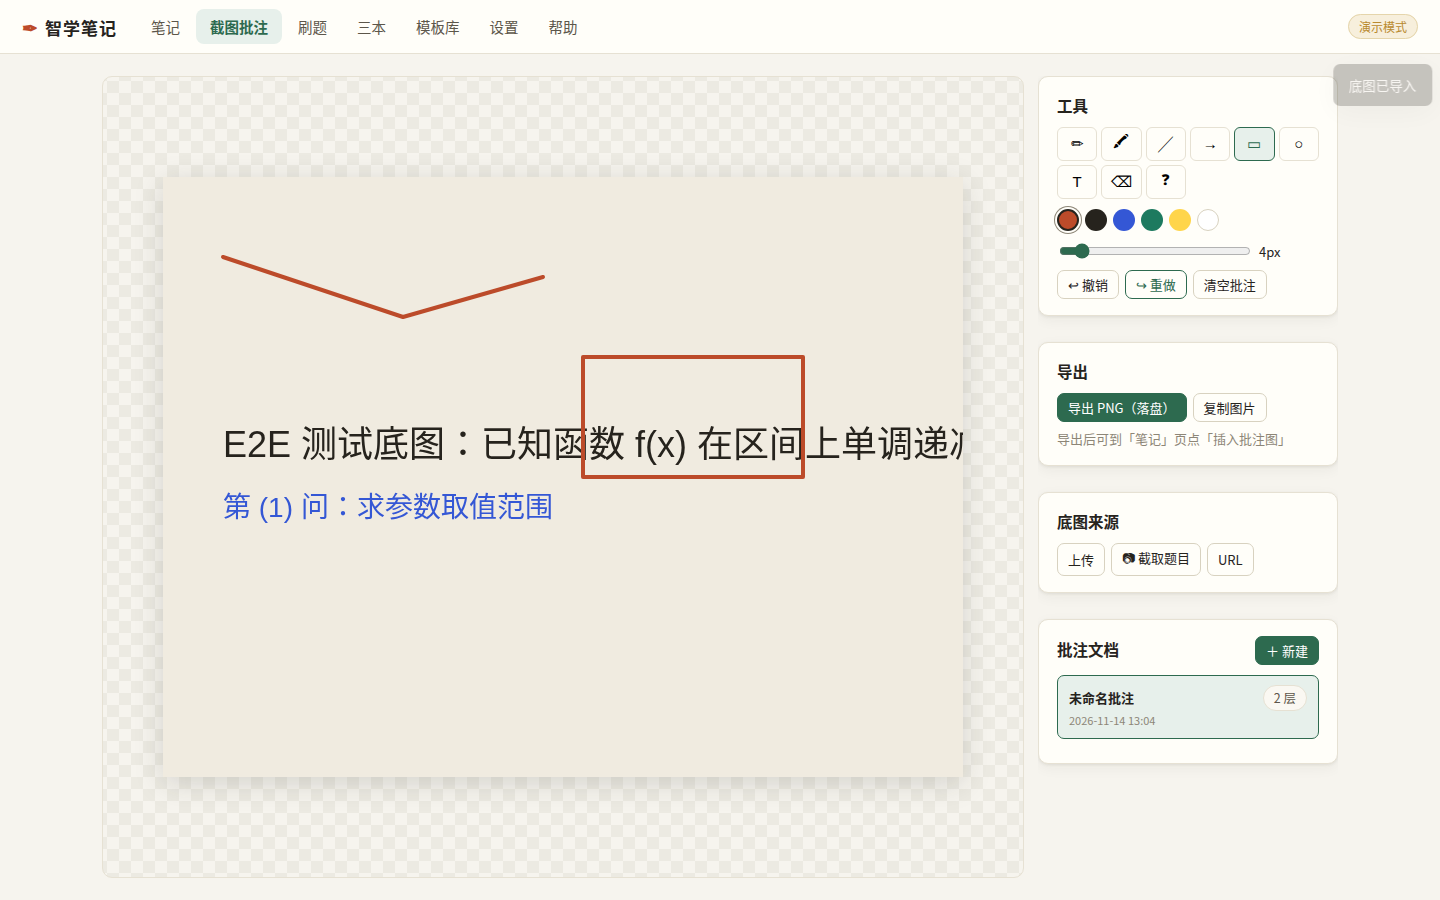 智学笔记 笔记 截图批注 刷题 三本 模板库 设置 帮助 演示模式
底图已导入
E2E 测试底图：已知函数 f(x) 在区间上单调递
第 (1) 问：求参数取值范围
工具
T
?
4px
撤销 重做 清空批注
导出
导出 PNG（落盘） 复制图片
导出后可到「笔记」页点「插入批注图」
底图来源
上传 截取题目 URL
批注文档 ＋ 新建
未命名批注 2 层
2026-11-14 13:04